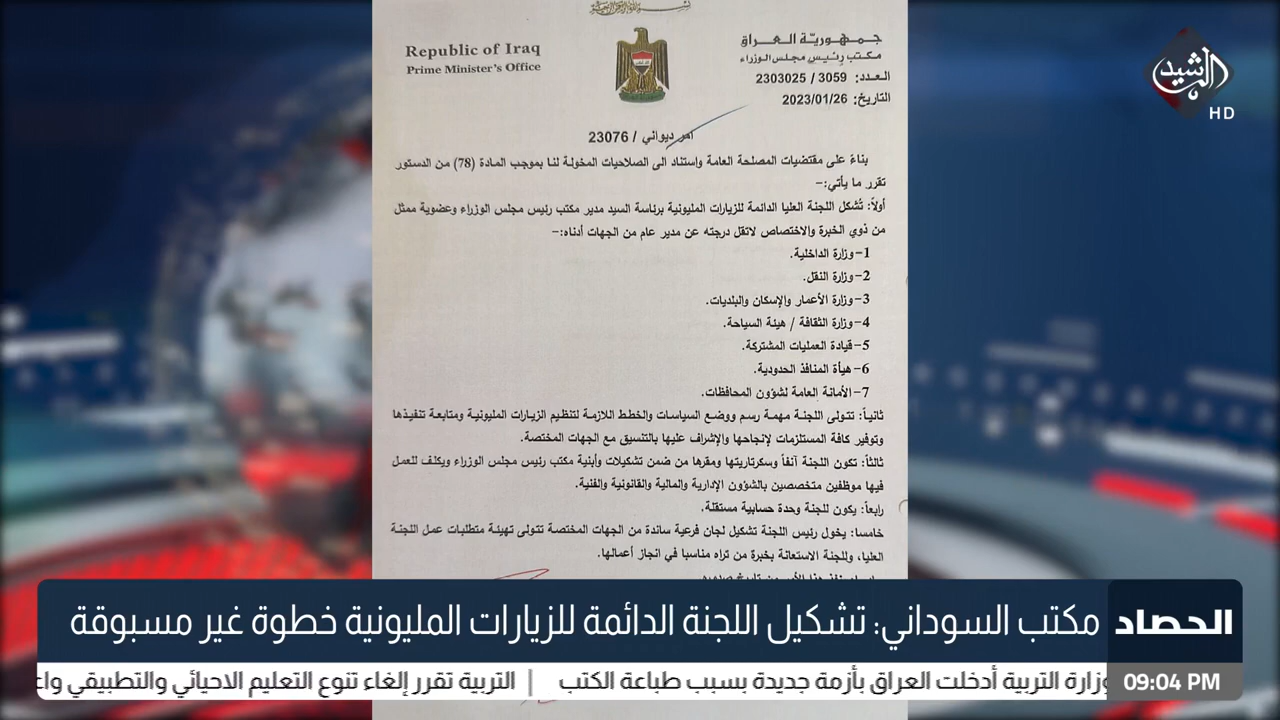 Republic of Iraq
Prime Minister's Office
جمهورية العراق
مكتب رئيس مجلس الوزراء
العدد: 3059 / 2303025
التاريخ: 2023/01/26
الرشيد
HD
امر ديواني / 23076
بناءً على مقتضيات المصلحة العامة واستناد الى الصلاحيات المخولة لنا بموجب المادة (78) من الدستور
تقرر ما يأتي:-
أولاً: تُشكل اللجنة العليا الدائمة للزيارات المليونية برئاسة السيد مدير مكتب رئيس مجلس الوزراء وعضوية ممثل
من ذوي الخبرة والاختصاص لاتقل درجته عن مدير عام من الجهات أدناه:-
1-وزارة الداخلية.
2-وزارة النقل.
3-وزارة الأعمار والإسكان والبلديات.
4-وزارة الثقافة / هيئة السياحة.
5-قيادة العمليات المشتركة.
6-هيأة المنافذ الحدودية.
7-الأمانة العامة لشؤون المحافظات.
ثانياً: تتولى اللجنة مهمة رسم ووضع السياسات والخطط اللازمة لتنظيم الزيارات المليونية ومتابعة تنفيذها
وتوفير كافة المستلزمات لإنجاحها والإشراف عليها بالتنسيق مع الجهات المختصة.
ثالثاً: تكون اللجنة آنفاً وسكرتاريتها ومقرها من ضمن تشكيلات وأبنية مكتب رئيس مجلس الوزراء ويكلف للعمل
فيها موظفين متخصصين بالشؤون الإدارية والمالية والقانونية والفنية.
رابعاً: يكون للجنة وحدة حسابية مستقلة.
خامسا: يخول رئيس اللجنة تشكيل لجان فرعية ساندة من الجهات المختصة تتولى تهيئة متطلبات عمل اللجنة
العليا، وللجنة الاستعانة بخبرة من تراه مناسبا في انجاز أعمالها.
الحصاد
مكتب السوداني: تشكيل اللجنة الدائمة للزيارات المليونية خطوة غير مسبوقة
09:04 PM
وزارة التربية أدخلت العراق بأزمة جديدة بسبب طباعة الكتب | التربية تقرر إلغاء تنوع التعليم الاحيائي والتطبيقي